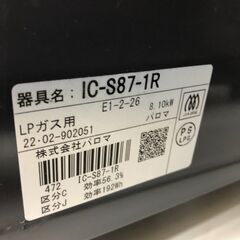 器具名: IC-S87-1R
E1-2-26 8.10kW
LPガス用 パロマ
22・02-902051
株式会社パロマ
PS
LPG
472 IC-S87-1R
区分C 効率56.3%
区分J 効率192Wh